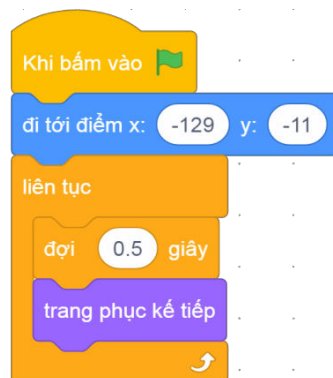 Khi bấm vào
đi tới điểm x: -129 y: -11
liên tục
đợi 0.5 giây
trang phục kế tiếp